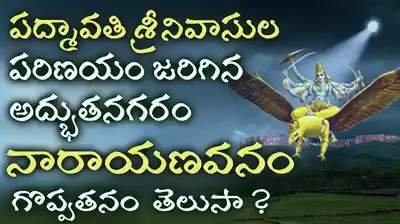 పద్మావతి శ్రీనివాసుల
పరిణయం జరిగిన
అద్భుతనగరం
నారాయణవనం
గొప్పతనం తెలుసా ?